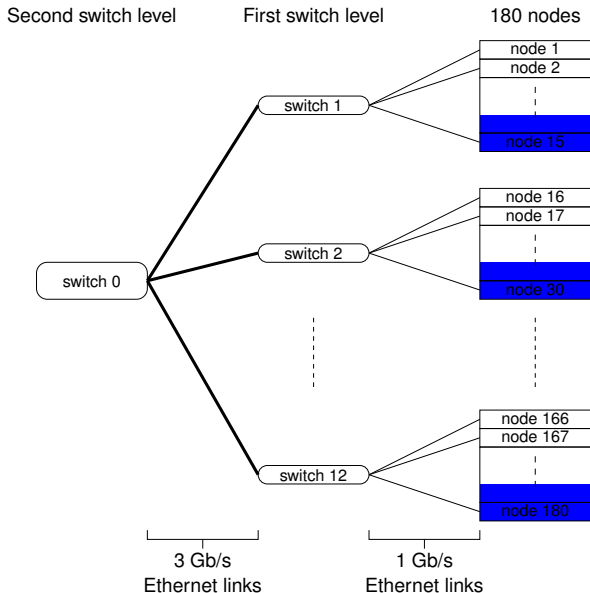 Second switch level First switch level 180 nodes
node 1
node 2
switch 1
node 15
node 16
node 17
switch 2
switch 0
node 30
node 166
node 167
switch 12
node 180
3 Gb/s 1 Gb/s
Ethernet links Ethernet links